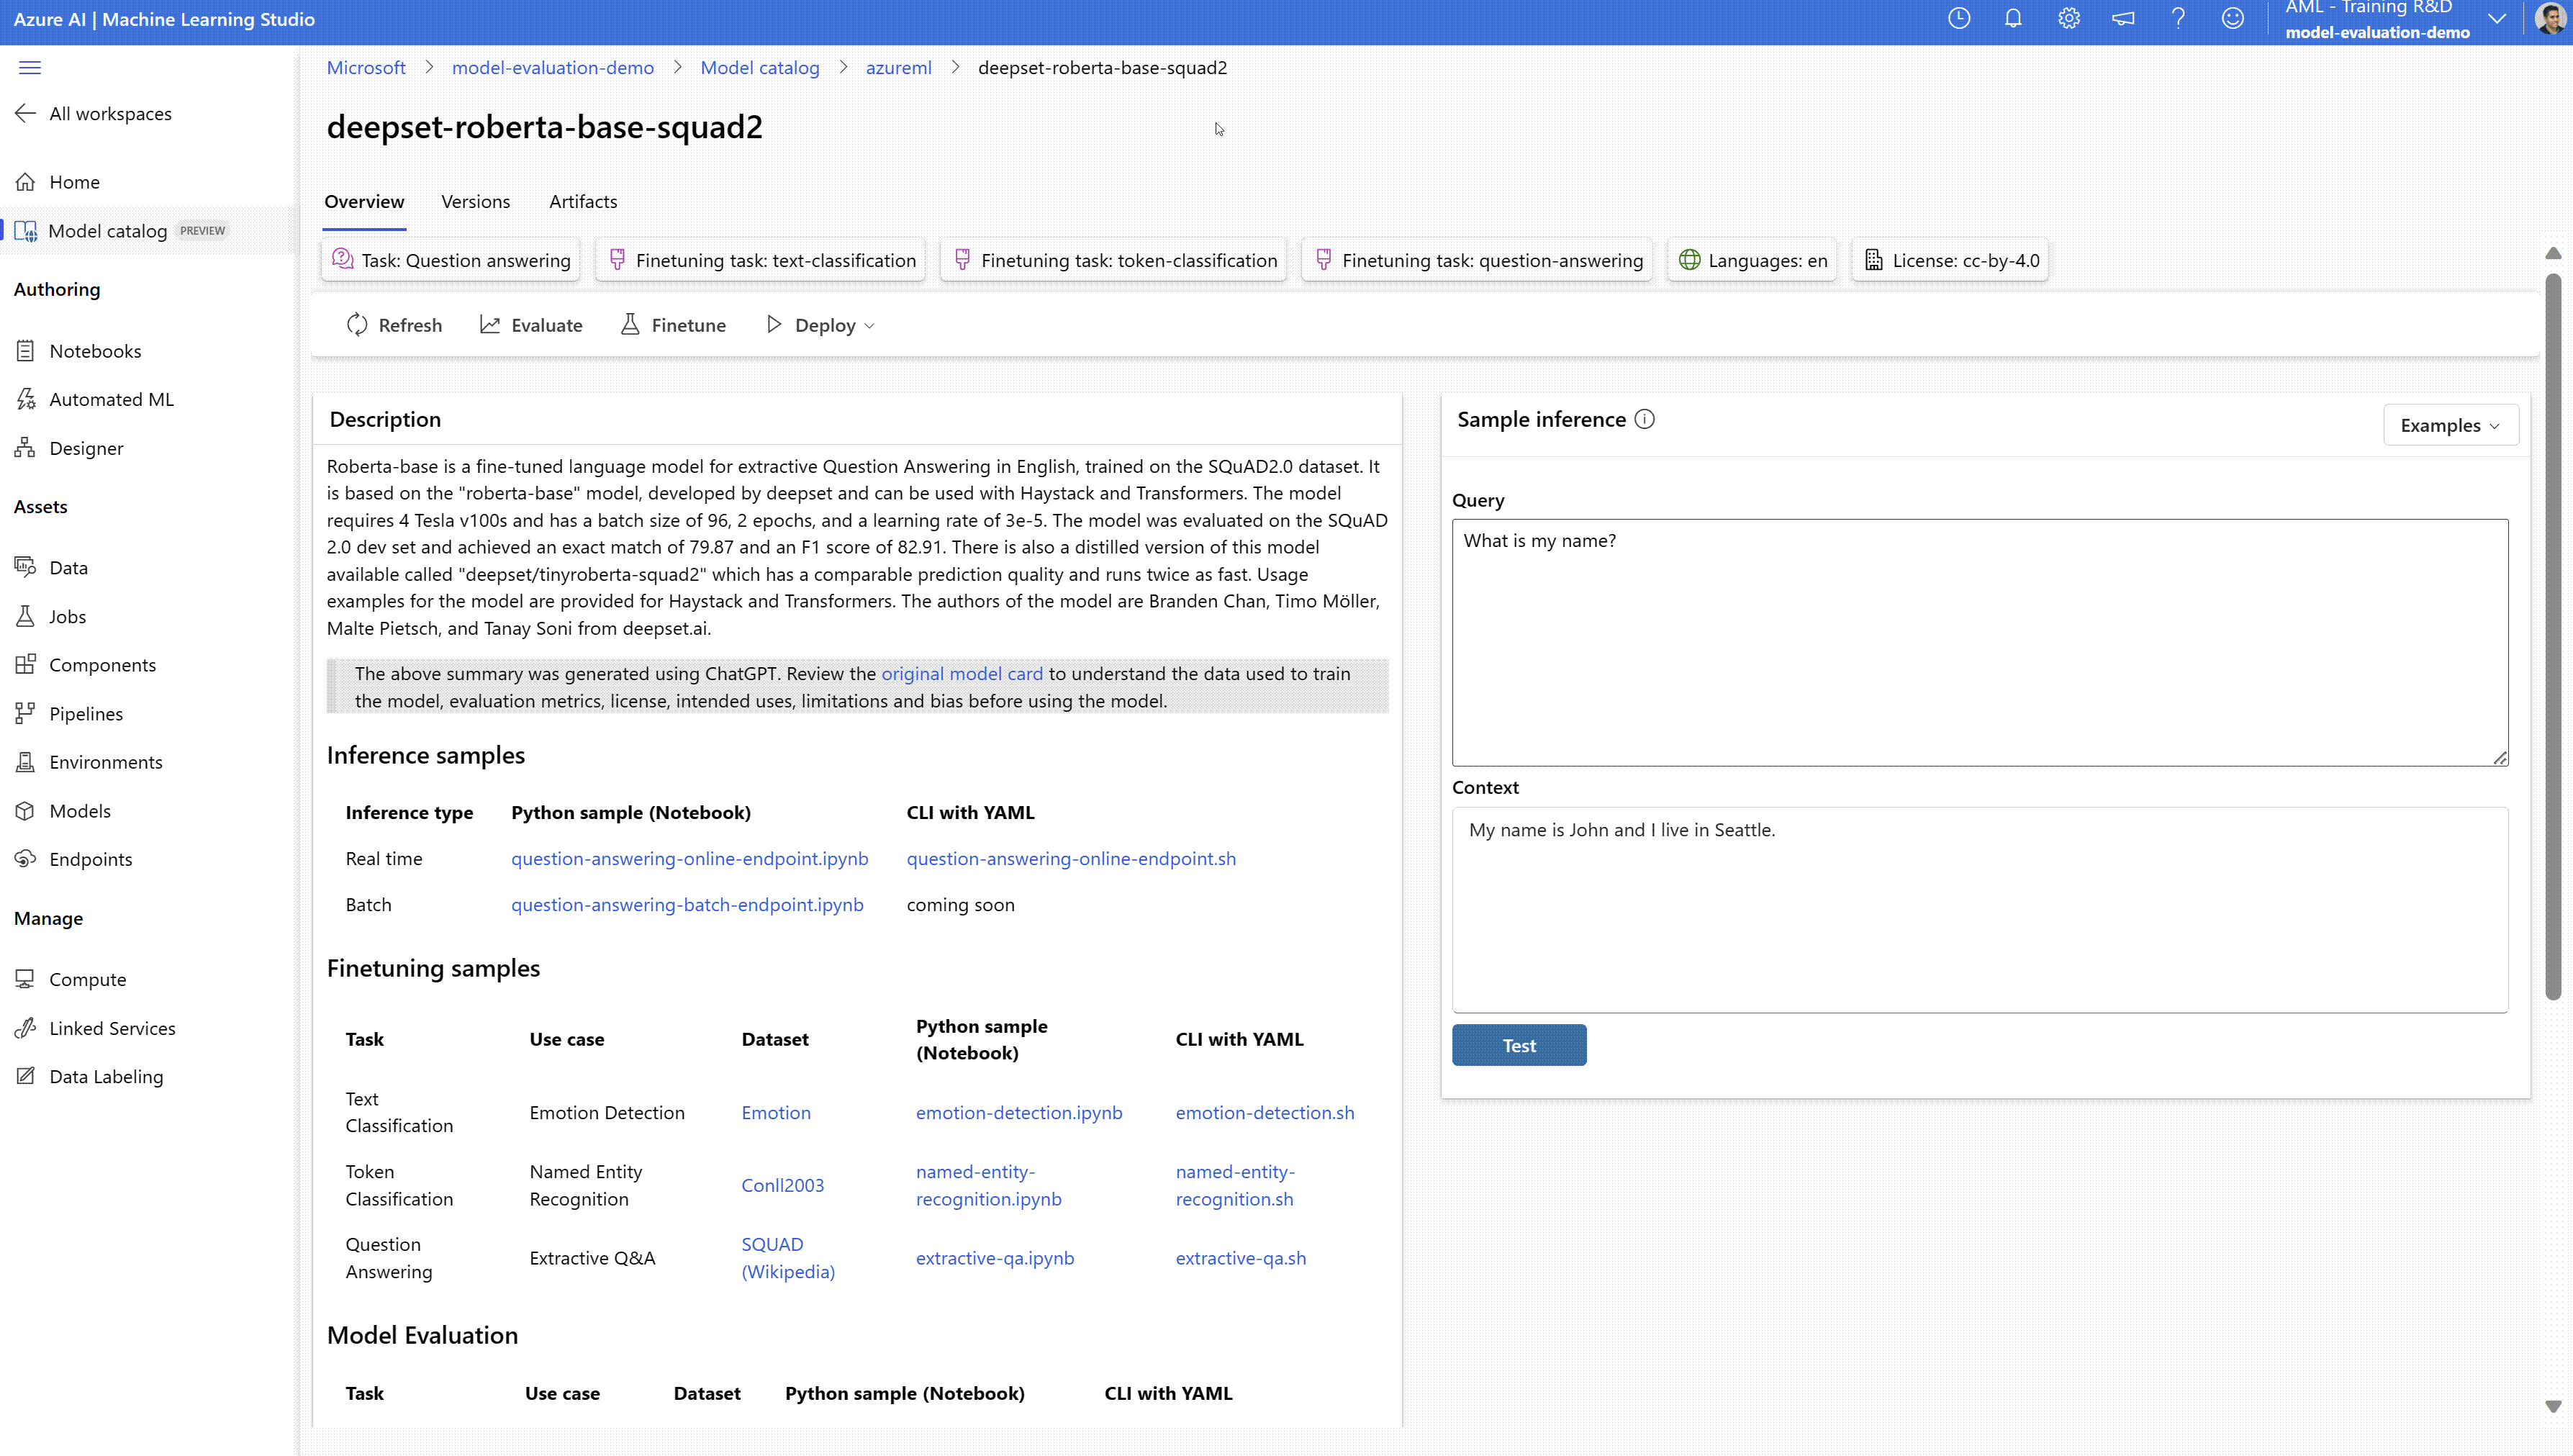 Azure AI | Machine Learning Studio
AML - Training R&D
model-evaluation-demo
All workspaces
Home
Model catalog PREVIEW
Authoring
Notebooks
Automated ML
Designer
Assets
Data
Jobs
Components
Pipelines
Environments
Models
Endpoints
Manage
Compute
Linked Services
Data Labeling
Microsoft > model-evaluation-demo > Model catalog > azureml > deepset-roberta-base-squad2
deepset-roberta-base-squad2
Overview Versions Artifacts
Task: Question answering Finetuning task: text-classification Finetuning task: token-classification Finetuning task: question-answering Languages: en License: cc-by-4.0
Refresh Evaluate Finetune Deploy
Description
Roberta-base is a fine-tuned language model for extractive Question Answering in English, trained on the SQuAD2.0 dataset. It
is based on the "roberta-base" model, developed by deepset and can be used with Haystack and Transformers. The model
requires 4 Tesla v100s and has a batch size of 96, 2 epochs, and a learning rate of 3e-5. The model was evaluated on the SQuAD
2.0 dev set and achieved an exact match of 79.87 and an F1 score of 82.91. There is also a distilled version of this model
available called "deepset/tinyroberta-squad2" which has a comparable prediction quality and runs twice as fast. Usage
examples for the model are provided for Haystack and Transformers. The authors of the model are Branden Chan, Timo Möller,
Malte Pietsch, and Tanay Soni from deepset.ai.
The above summary was generated using ChatGPT. Review the original model card to understand the data used to train
the model, evaluation metrics, license, intended uses, limitations and bias before using the model.
Inference samples
Inference type Python sample (Notebook) CLI with YAML
Real time question-answering-online-endpoint.ipynb question-answering-online-endpoint.sh
Batch question-answering-batch-endpoint.ipynb coming soon
Finetuning samples
Task Use case Dataset Python sample (Notebook) CLI with YAML
Text Classification Emotion Detection Emotion emotion-detection.ipynb emotion-detection.sh
Token Classification Named Entity Recognition Conll2003 named-entity-recognition.ipynb named-entity-recognition.sh
Question Answering Extractive Q&A SQUAD (Wikipedia) extractive-qa.ipynb extractive-qa.sh
Model Evaluation
Task Use case Dataset Python sample (Notebook) CLI with YAML
Sample inference
Examples
Query
What is my name?
Context
My name is John and I live in Seattle.
Test